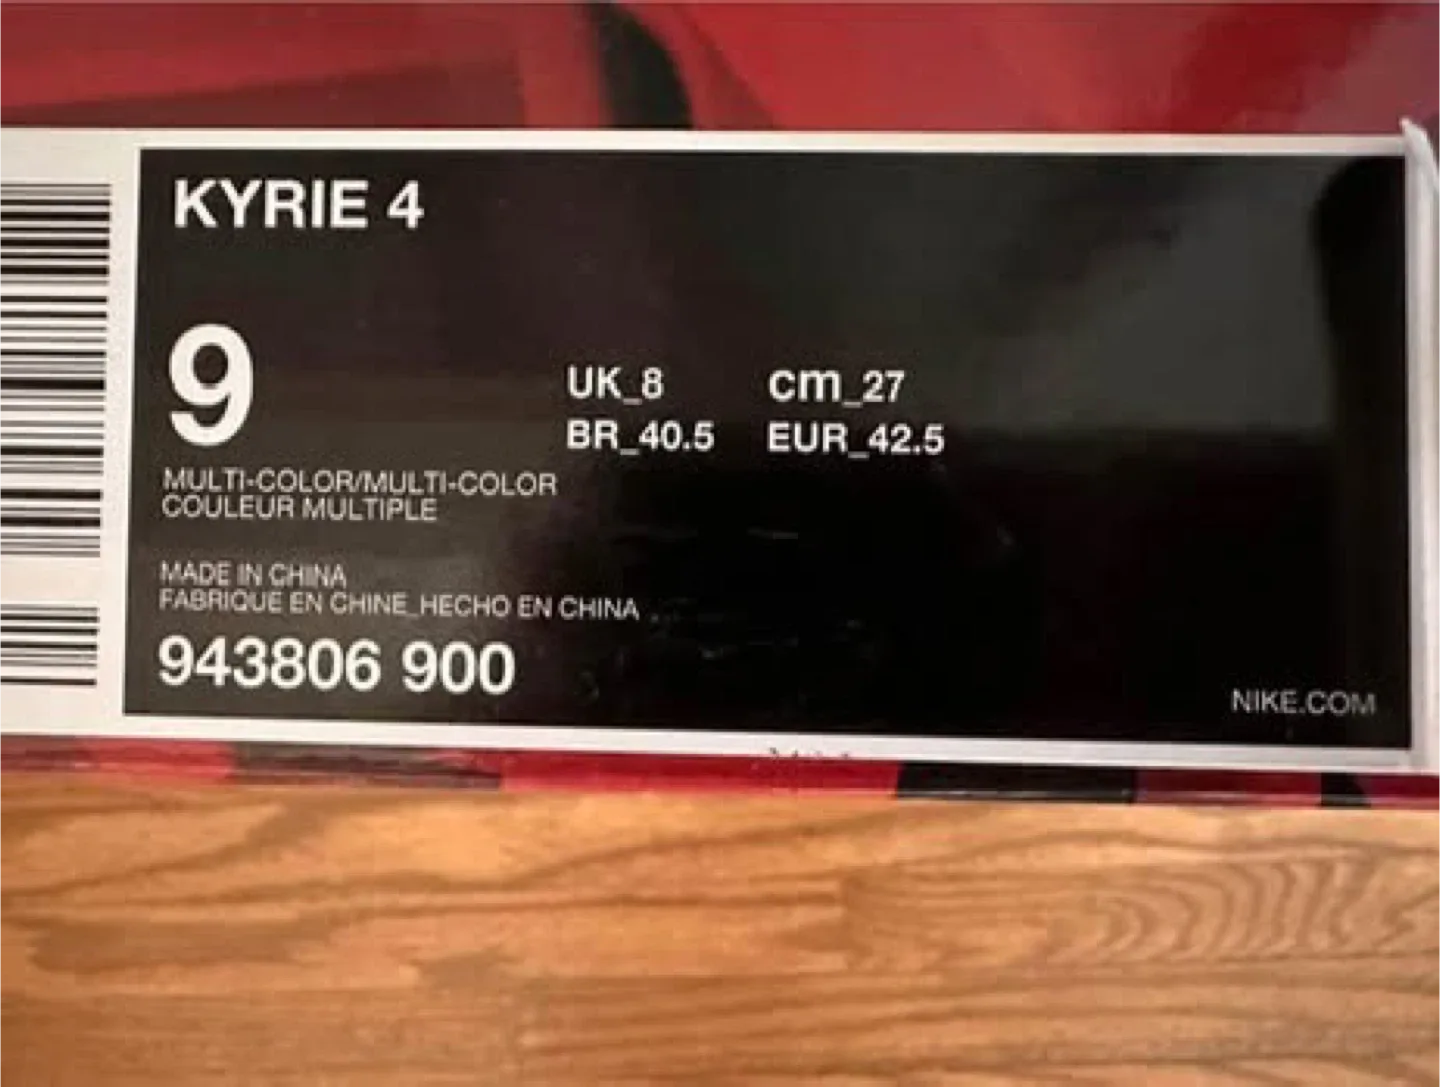 KYRIE 4
9
UK_8 cm_27
BR_40.5 EUR_42.5
MULTI-COLOR/MULTI-COLOR
COULEUR MULTIPLE
MADE IN CHINA
FABRIQUE EN CHINE_HECHO EN CHINA
943806 900
NIKE.COM